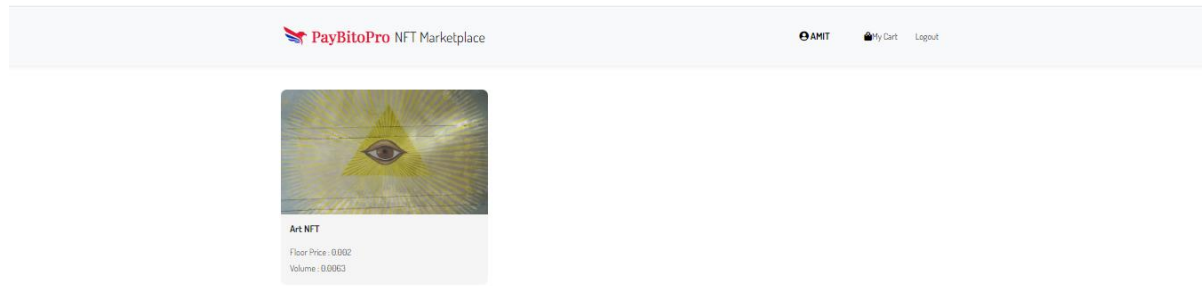 PayBitoPro NFT Marketplace
AMIT My Cart Logout
Art NFT
Floor Price : 0.002
Volume : 0.0063